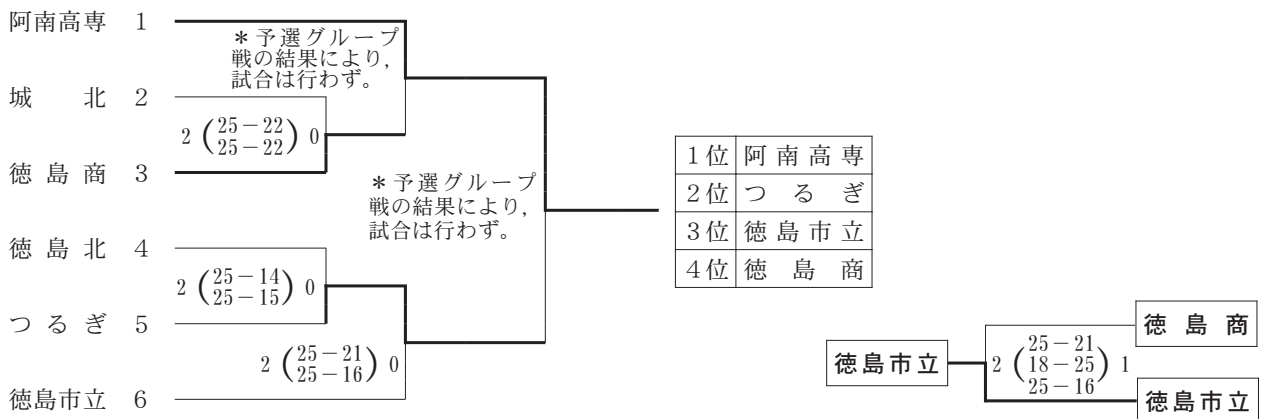 阿南高専 1
＊予選グループ
戦の結果により，
試合は行わず。
城北 2
2 (25－22 25－22) 0
徳島商 3
＊予選グループ
戦の結果により，
試合は行わず。
徳島北 4
2 (25－14 25－15) 0
つるぎ 5
2 (25－21 25－16) 0
徳島市立 6
1位 阿南高専
2位 つるぎ
3位 徳島市立
4位 徳島商
徳島商
徳島市立
2 (25－21 18－25 25－16) 1
徳島市立